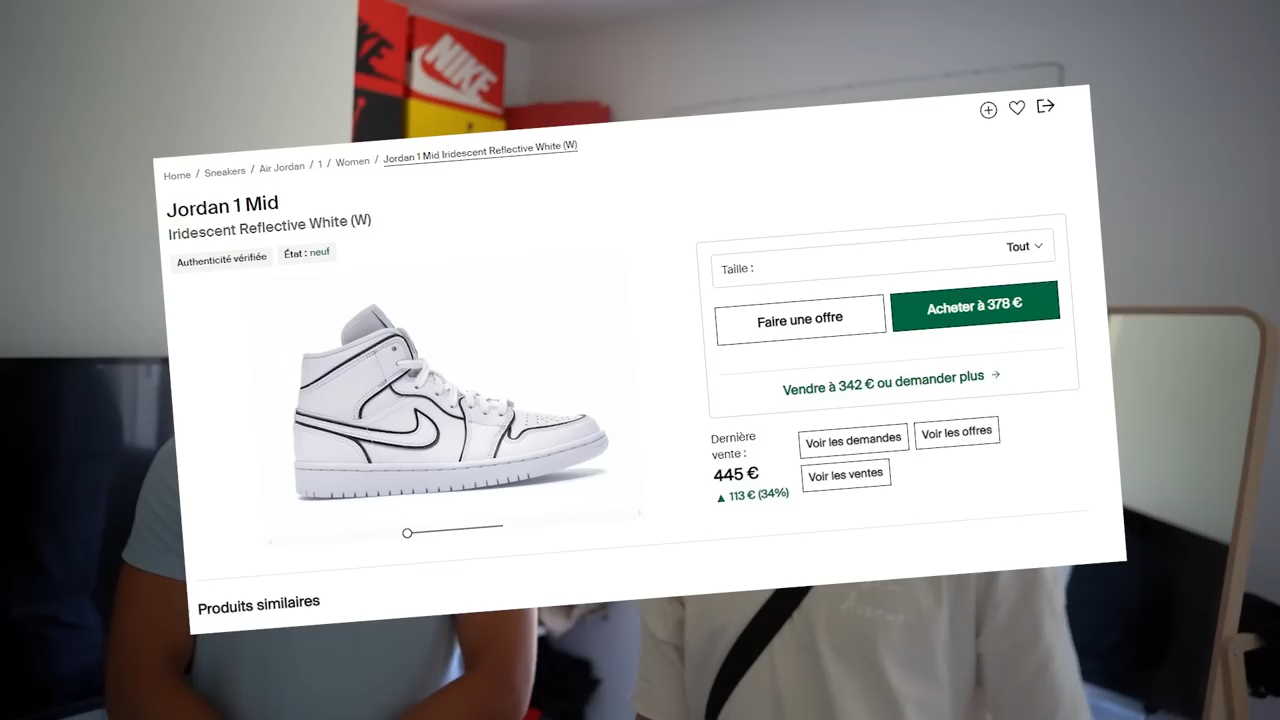 NIKE
Home / Sneakers / Air Jordan / 1 / Women / Jordan 1 Mid Iridescent Reflective White (W)
Jordan 1 Mid
Iridescent Reflective White (W)
Authenticité vérifiée
État : neuf
Taille :
Tout
Faire une offre
Acheter à 378 €
Vendre à 342 € ou demander plus →
Dernière
vente :
445 €
▲ 113 € (34%)
Voir les demandes
Voir les offres
Voir les ventes
Produits similaires